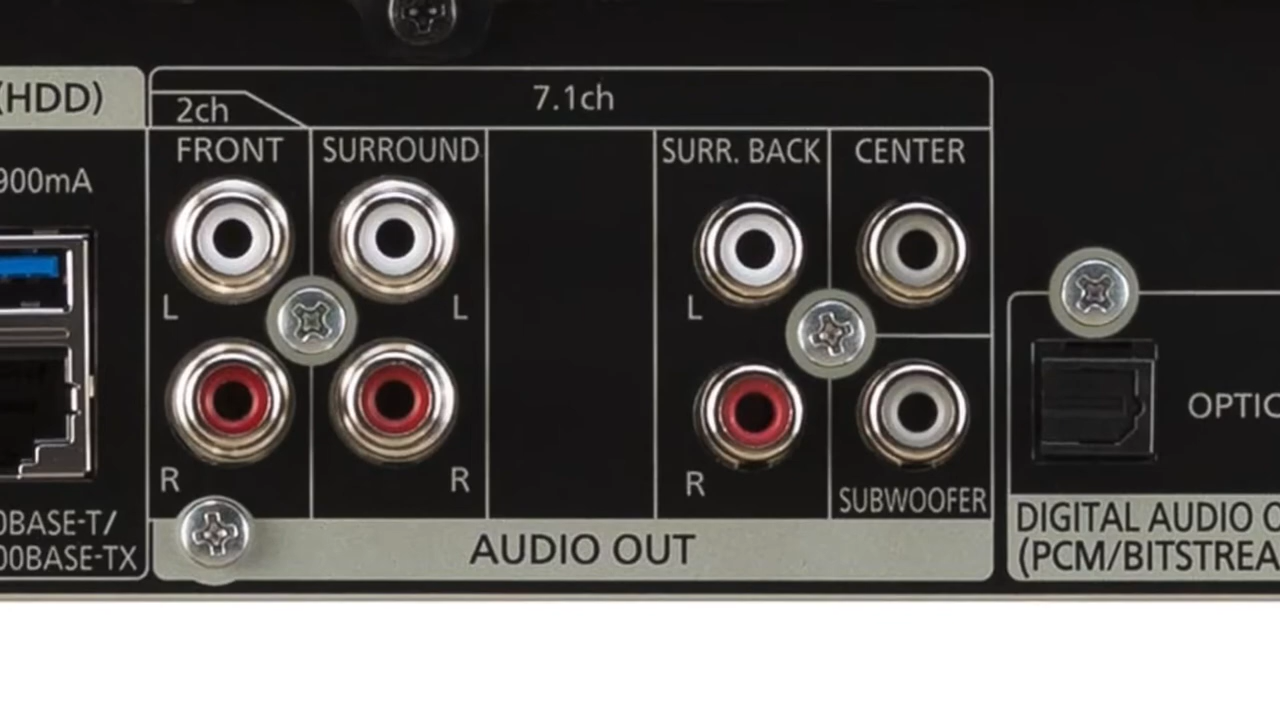 (HDD)
7.1ch
2ch
FRONT
SURROUND
SURR. BACK
CENTER
900mA
L
L
L
R
R
R
OPTIC
SUBWOOFER
0BASE-T/
00BASE-TX
AUDIO OUT
DIGITAL AUDIO O
(PCM/BITSTREA